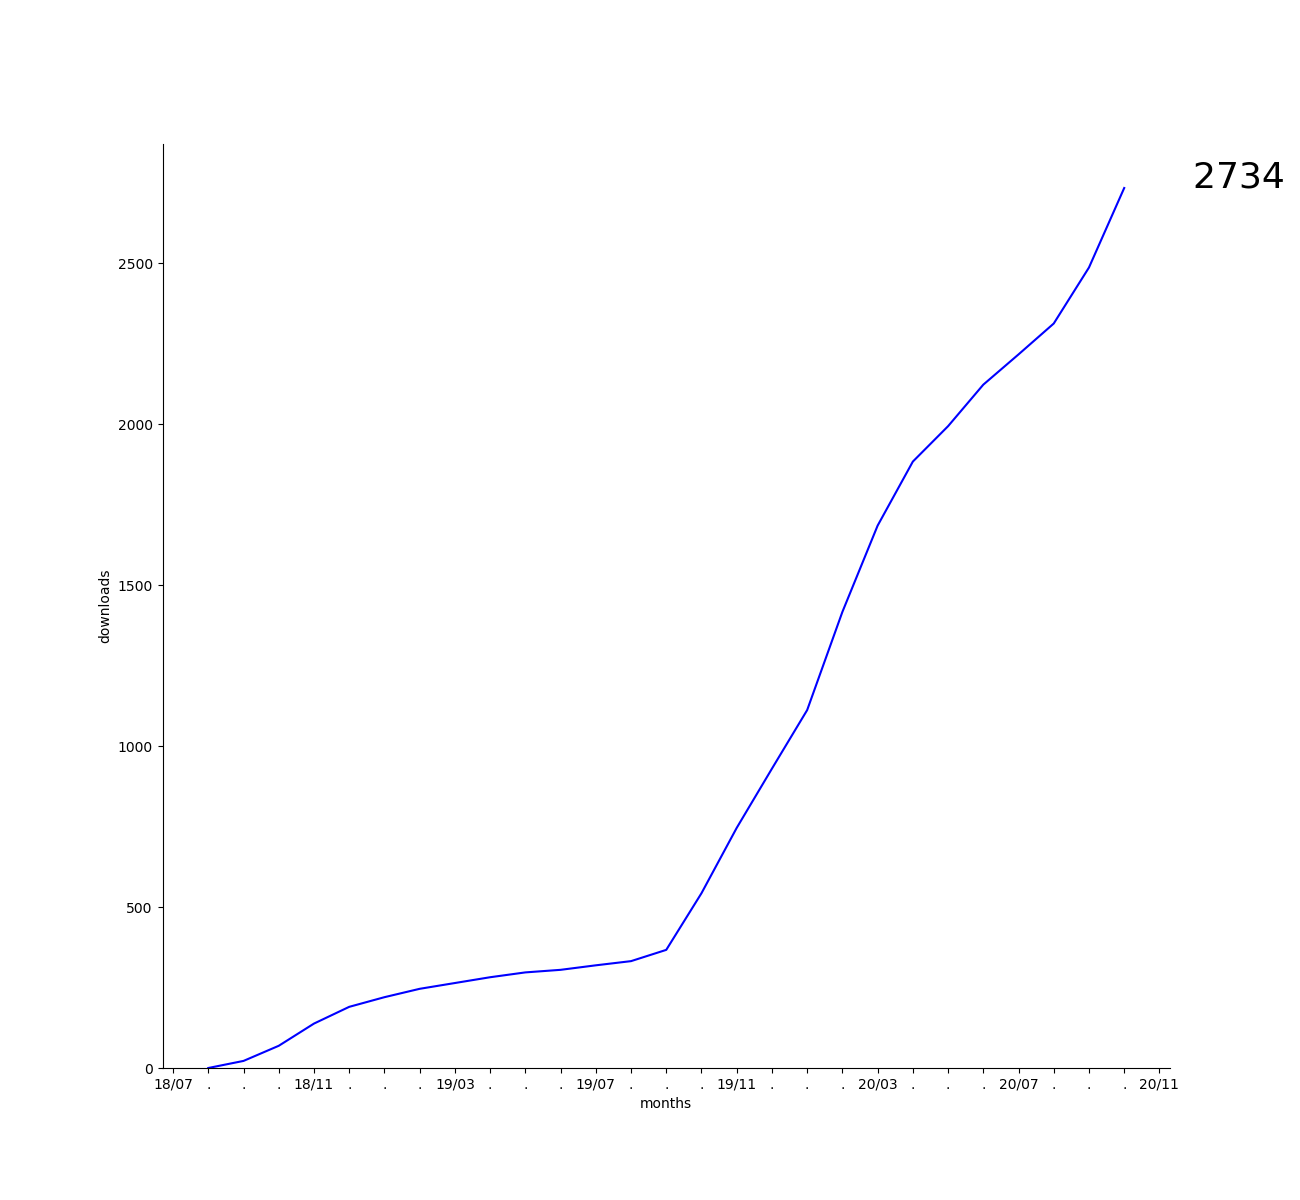 2734
2500
2000
1500
1000
500
0
downloads
18/07 . . . 18/11 . . . 19/03 . . . 19/07 . . . 19/11 . . . 20/03 . . . 20/07 . . . 20/11
months